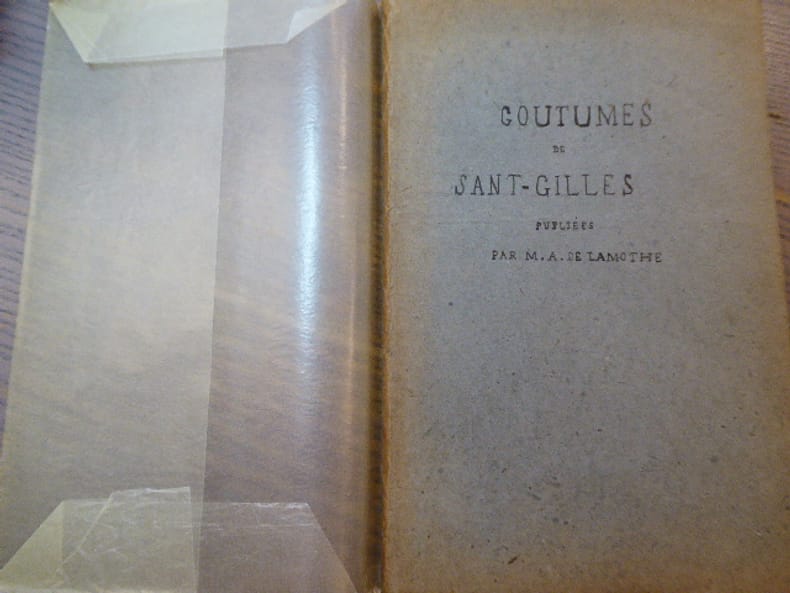 COUTUMES
DE
SANT-GILLES
PUBLIÉES
PAR M. A. DE LAMOTHE